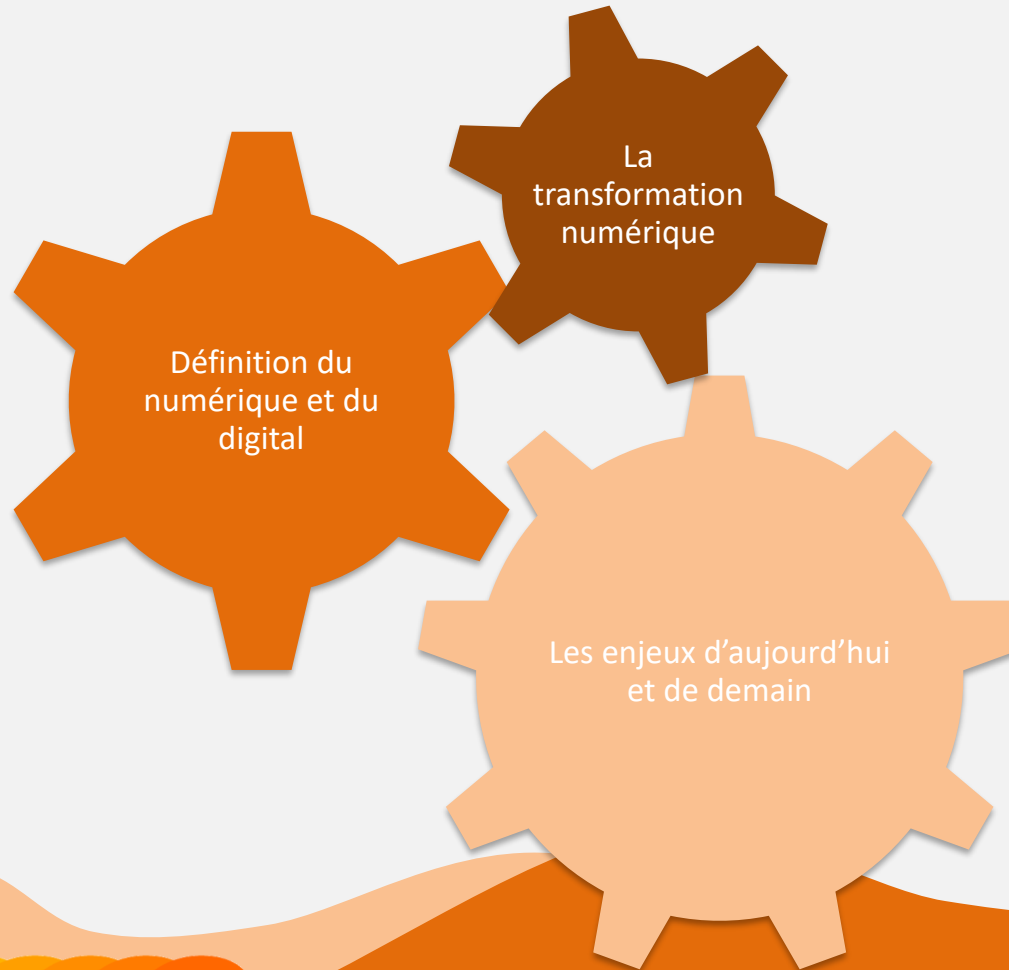 La
transformation
numérique
Définition du
numérique et du
digital
Les enjeux d’aujourd’hui
et de demain